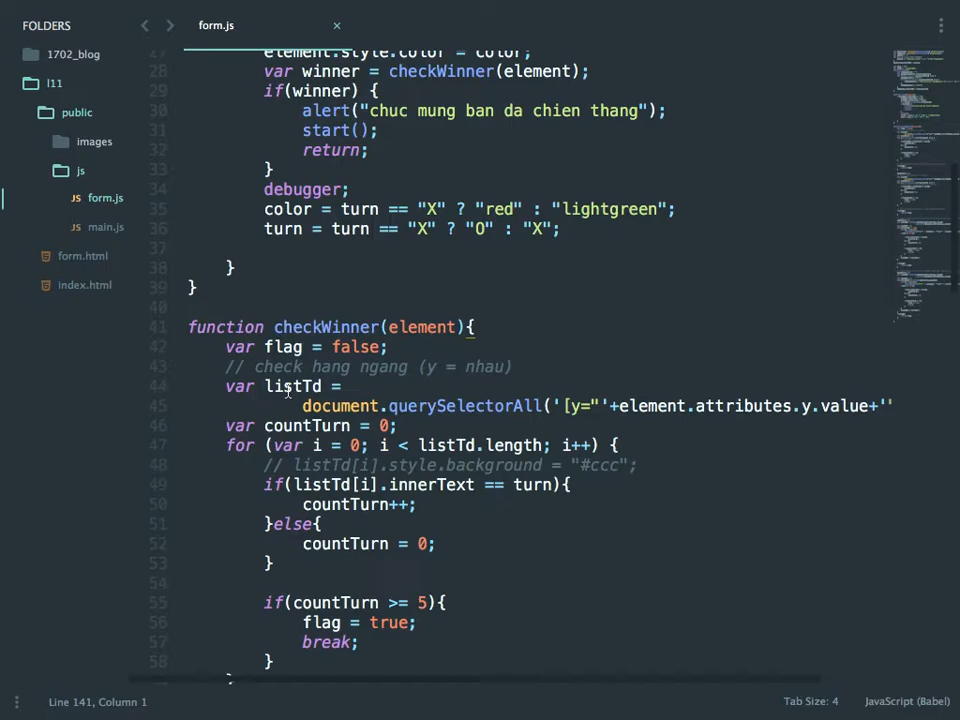 FOLDERS
1702_blog
l11
public
images
js
JS form.js
JS main.js
form.html
index.html
form.js ×
27 element.style.color = color;
28 var winner = checkWinner(element);
29 if(winner) {
30 alert("chuc mung ban da chien thang");
31 start();
32 return;
33 }
34 debugger;
35 color = turn == "X" ? "red" : "lightgreen";
36 turn = turn == "X" ? "O" : "X";
37
38 }
39 }
40
41 function checkWinner(element){
42 var flag = false;
43 // check hang ngang (y = nhau)
44 var listTd =
45 document.querySelectorAll('[y="'+element.attributes.y.value+''
46 var countTurn = 0;
47 for (var i = 0; i < listTd.length; i++) {
48 // listTd[i].style.background = "#ccc";
49 if(listTd[i].innerText == turn){
50 countTurn++;
51 }else{
52 countTurn = 0;
53 }
54
55 if(countTurn >= 5){
56 flag = true;
57 break;
58 }
Line 141, Column 1
Tab Size: 4
JavaScript (Babel)